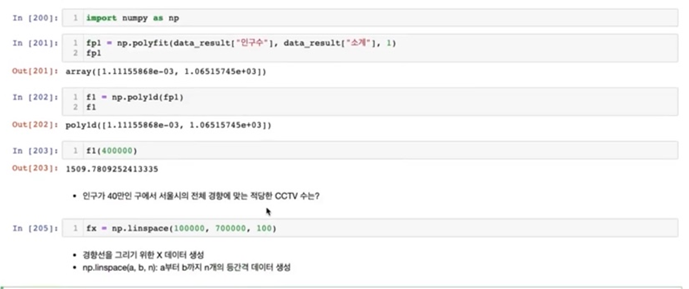 In [200]: 1 import numpy as np
In [201]: 1 fp1 = np.polyfit(data_result["인구수"], data_result["소계"], 1)
2 fp1
Out[201]: array([1.11155868e-03, 1.06515745e+03])
In [202]: 1 f1 = np.poly1d(fp1)
2 f1
Out[202]: poly1d([1.11155868e-03, 1.06515745e+03])
In [203]: 1 f1(400000)
Out[203]: 1509.7809252413335
• 인구가 40만인 구에서 서울시의 전체 경향에 맞는 적당한 CCTV 수는?
In [205]: 1 fx = np.linspace(100000, 700000, 100)
• 경향선을 그리기 위한 X 데이터 생성
• np.linspace(a, b, n): a부터 b까지 n개의 등간격 데이터 생성